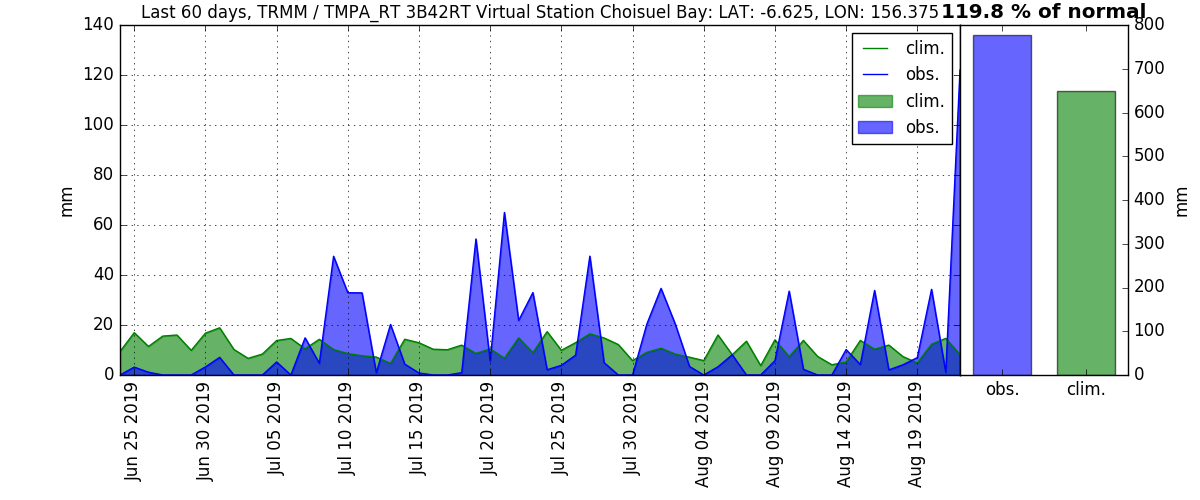 Last 60 days, TRMM / TMPA_RT 3B42RT Virtual Station Choisuel Bay: LAT: -6.625, LON: 156.375
119.8 % of normal
140
120
100
80
60
40
20
0
mm
clim.
obs.
clim.
obs.
Jun 25 2019
Jun 30 2019
Jul 05 2019
Jul 10 2019
Jul 15 2019
Jul 20 2019
Jul 25 2019
Jul 30 2019
Aug 04 2019
Aug 09 2019
Aug 14 2019
Aug 19 2019
800
700
600
500
400
300
200
100
0
mm
obs.
clim.